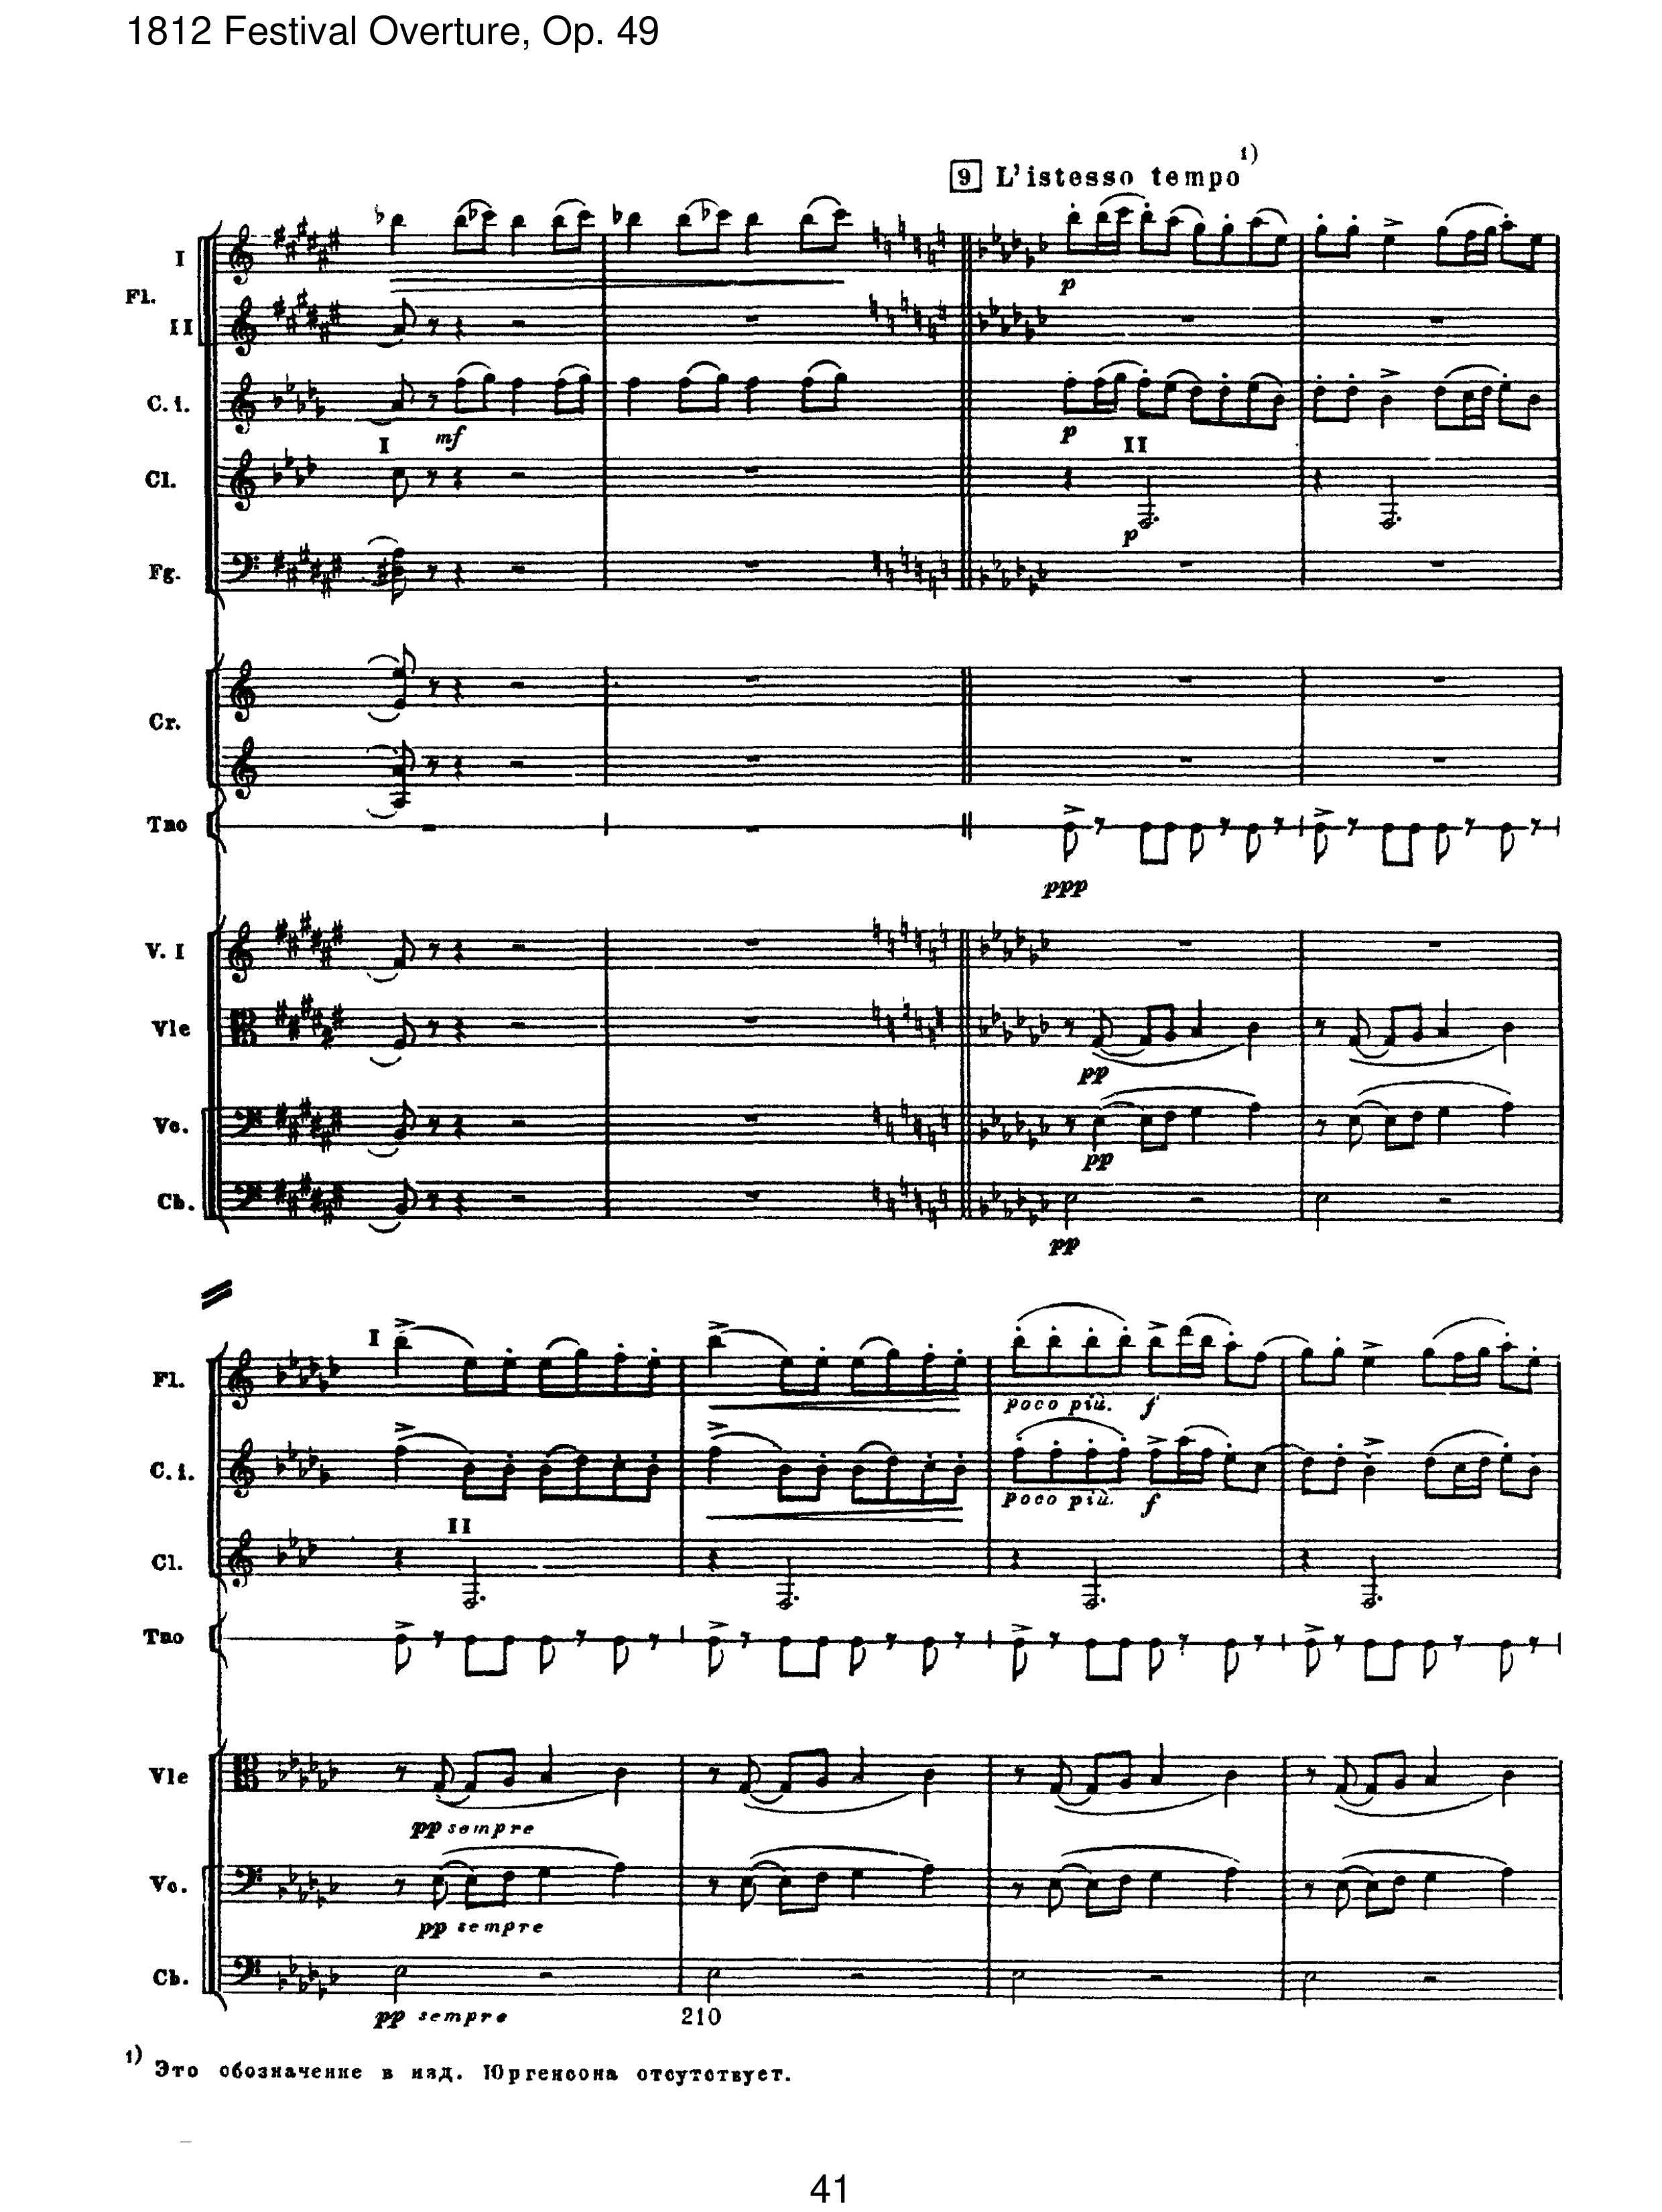 1812 Festival Overture, Op. 49
9 L'istesso tempo 1)
Fl. I
II
C. i.
mf
p
I
II
Cl.
p
Fg.
Cr.
Tno
ppp
V. I
Vle
pp
Vc.
pp
Cb.
pp
I
Fl.
poco più. f
C. i.
poco più. f
II
Cl.
Tno
Vle
pp sempre
Vc.
pp sempre
Cb.
pp sempre
210
1) Это обозначение в изд. Юргенсона отсутствует.
41